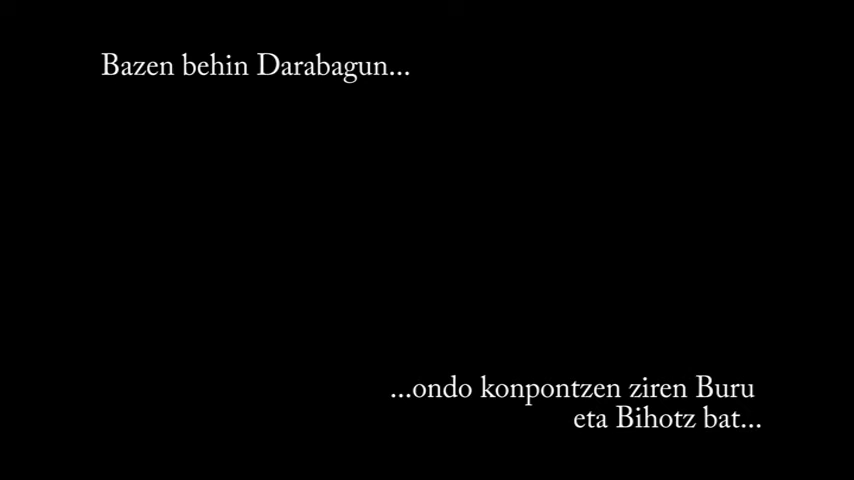 Bazen behin Darabagun...
...ondo konpontzen ziren Buru
eta Bihotz bat...